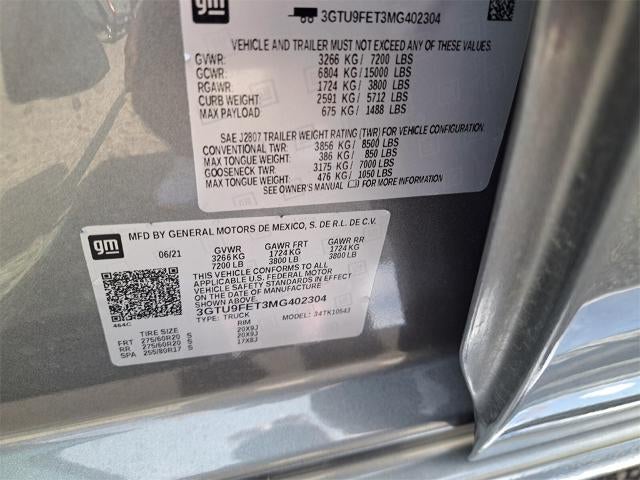 gm
3GTU9FET3MG402304
VEHICLE AND TRAILER MUST NOT EXCEED ANY OF THESE VALUES.
GVWR: 3266 KG/ 7200 LBS
GCWR: 6804 KG/ 15000 LBS
RGAWR: 1724 KG/ 3800 LBS
CURB WEIGHT: 2591 KG/ 5712 LBS
MAX PAYLOAD: 675 KG/ 1488 LBS
SAE J2807 TRAILER WEIGHT RATING (TWR) FOR VEHICLE CONFIGURATION
CONVENTIONAL TWR: 3856 KG/ 8500 LBS
MAX TONGUE WEIGHT: 386 KG/ 850 LBS
GOOSENECK TWR: 3175 KG/ 7000 LBS
MAX TONGUE WEIGHT: 476 KG/ 1050 LBS
SEE OWNER'S MANUAL FOR MORE INFORMATION
gm MFD BY GENERAL MOTORS DE MEXICO, S. DE R.L. DE C.V.
06/21 GVWR GAWR FRT GAWR RR
3266 KG 1724 KG 1724 KG
7200 LB 3800 LB 3800 LB
THIS VEHICLE CONFORMS TO ALL
APPLICABLE U.S. FEDERAL MOTOR
VEHICLE SAFETY STANDARDS IN EFFECT
ON THE DATE OF MANUFACTURE
SHOWN ABOVE.
3GTU9FET3MG402304
464C TYPE: TRUCK MODEL: 34TK10543
TIRE SIZE RIM
FRT 275/60R20 S 20X9J
RR 275/60R20 S 20X9J
SPA 255/80R17 S 17X8J